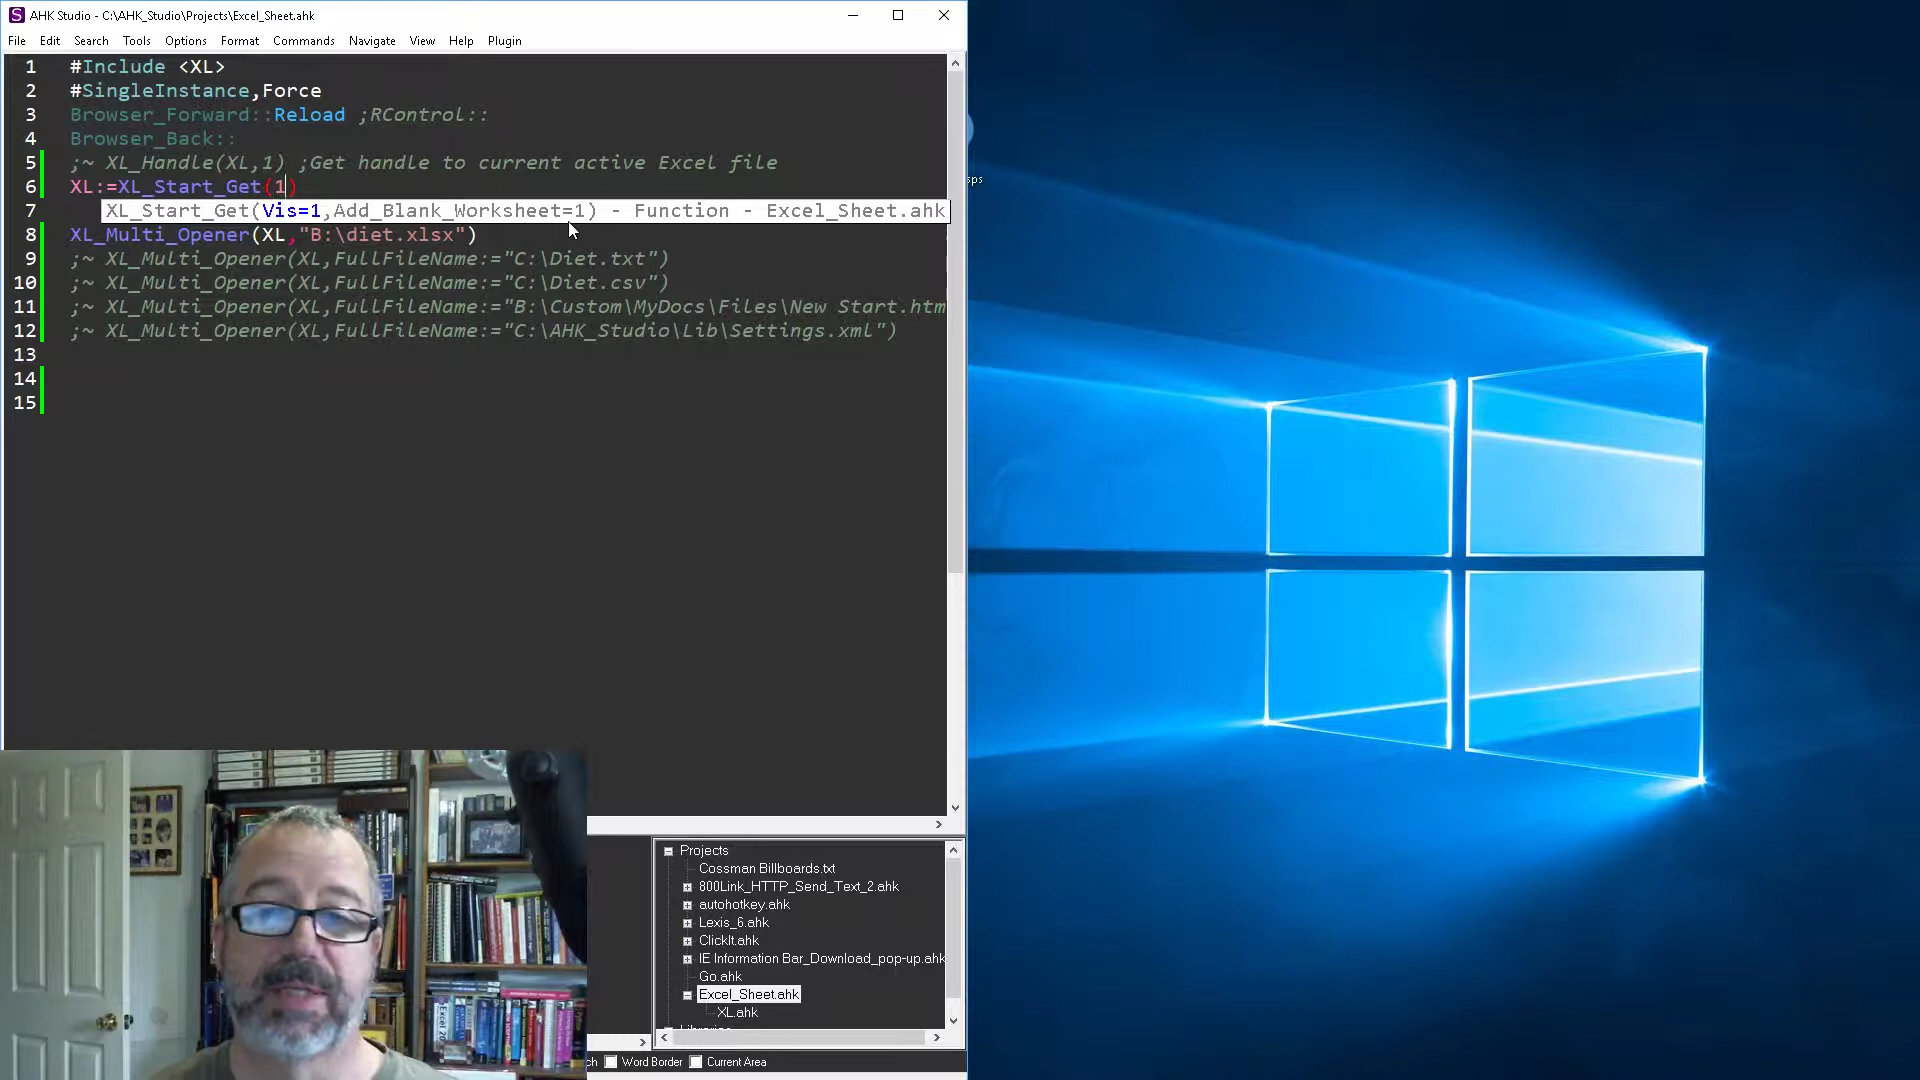 AHK Studio - C:\AHK_Studio\Projects\Excel_Sheet.ahk
File Edit Search Tools Options Format Commands Navigate View Help Plugin
1 #Include <XL>
2 #SingleInstance,Force
3 Browser_Forward::Reload ;RControl::
4 Browser_Back::
5 ;~ XL_Handle(XL,1) ;Get handle to current active Excel file
6 XL:=XL_Start_Get(1)
7 XL_Start_Get(Vis=1,Add_Blank_Worksheet=1) - Function - Excel_Sheet.ahk
8 XL_Multi_Opener(XL,"B:\diet.xlsx")
9 ;~ XL_Multi_Opener(XL,FullFileName:="C:\Diet.txt")
10 ;~ XL_Multi_Opener(XL,FullFileName:="C:\Diet.csv")
11 ;~ XL_Multi_Opener(XL,FullFileName:="B:\Custom\MyDocs\Files\New Start.htm
12 ;~ XL_Multi_Opener(XL,FullFileName:="C:\AHK_Studio\Lib\Settings.xml")
13
14
15
sps
Projects
Cossman Billboards.txt
800Link_HTTP_Send_Text_2.ahk
autohotkey.ahk
Lexis_6.ahk
ClickIt.ahk
IE Information Bar_Download_pop-up.ahk
Go.ahk
Excel_Sheet.ahk
XL.ahk
ch Word Border Current Area